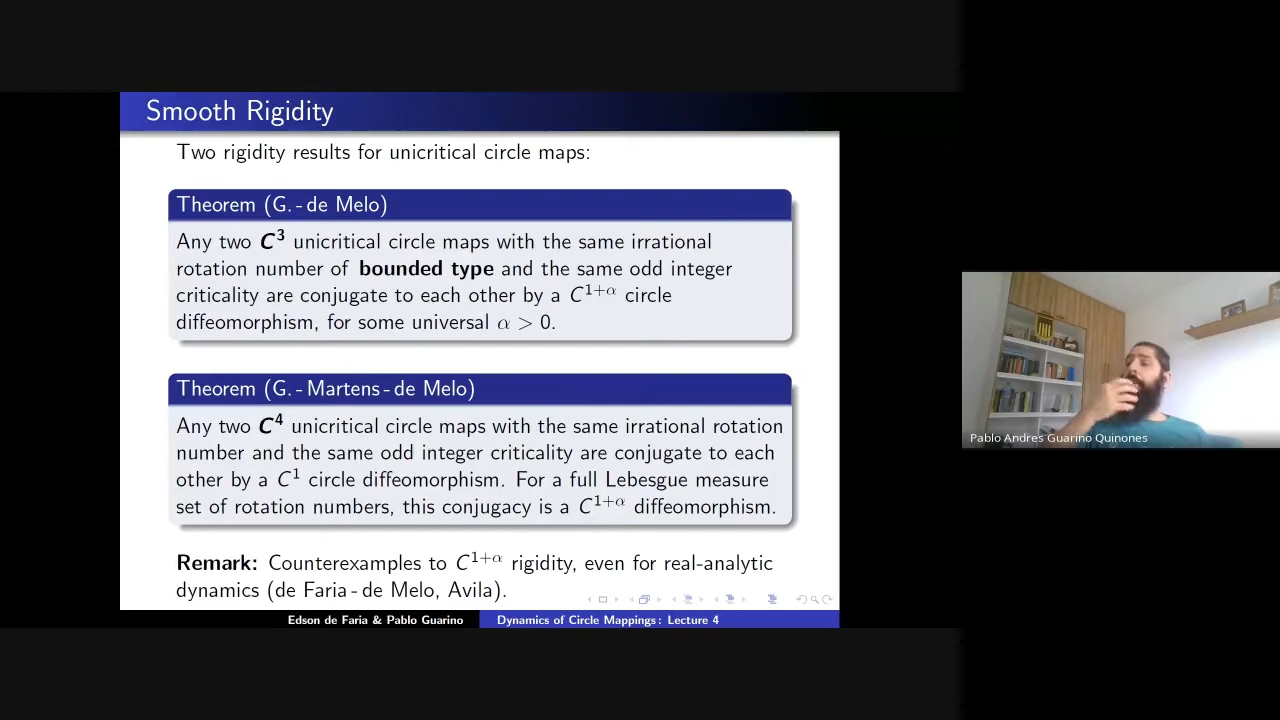 Smooth Rigidity
Two rigidity results for unicritical circle maps:
Theorem (G. - de Melo)
Any two C³ unicritical circle maps with the same irrational
rotation number of bounded type and the same odd integer
criticality are conjugate to each other by a C¹⁺ᵅ circle
diffeomorphism, for some universal α > 0.
Theorem (G. - Martens - de Melo)
Any two C⁴ unicritical circle maps with the same irrational rotation
number and the same odd integer criticality are conjugate to each
other by a C¹ circle diffeomorphism. For a full Lebesgue measure
set of rotation numbers, this conjugacy is a C¹⁺ᵅ diffeomorphism.
Remark: Counterexamples to C¹⁺ᵅ rigidity, even for real-analytic
dynamics (de Faria - de Melo, Avila).
Edson de Faria & Pablo Guarino
Dynamics of Circle Mappings: Lecture 4
Pablo Andres Guarino Quinones